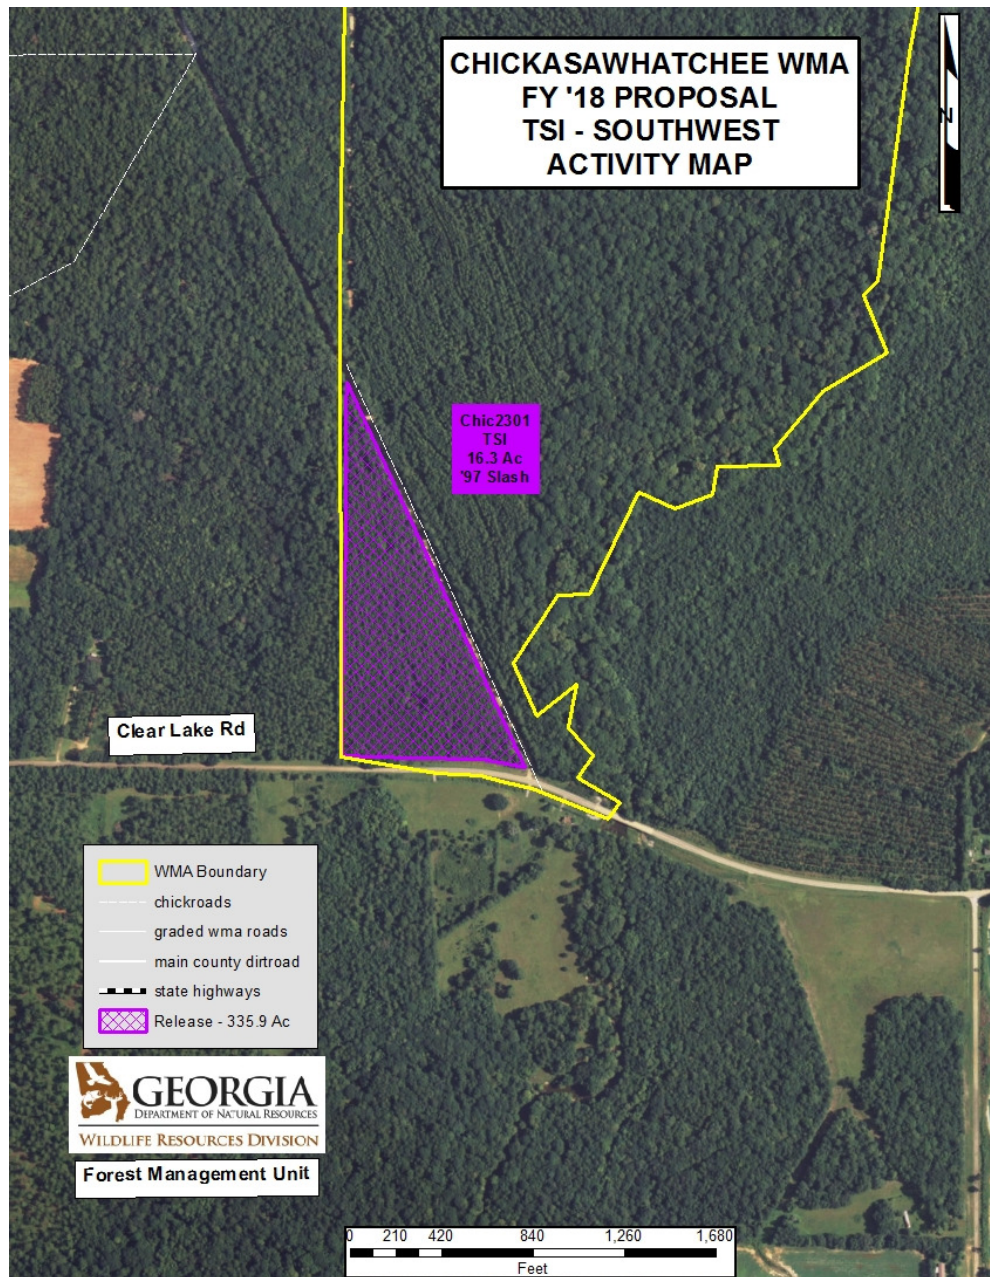 CHICKASAWHATCHEE WMA
FY '18 PROPOSAL
TSI - SOUTHWEST
ACTIVITY MAP
N
Chic2301
TSI
16.3 Ac
'97 Slash
Clear Lake Rd
WMA Boundary
chickroads
graded wma roads
main county dirtroad
state highways
Release - 335.9 Ac
GEORGIA
DEPARTMENT OF NATURAL RESOURCES
WILDLIFE RESOURCES DIVISION
Forest Management Unit
0 210 420 840 1,260 1,680
Feet